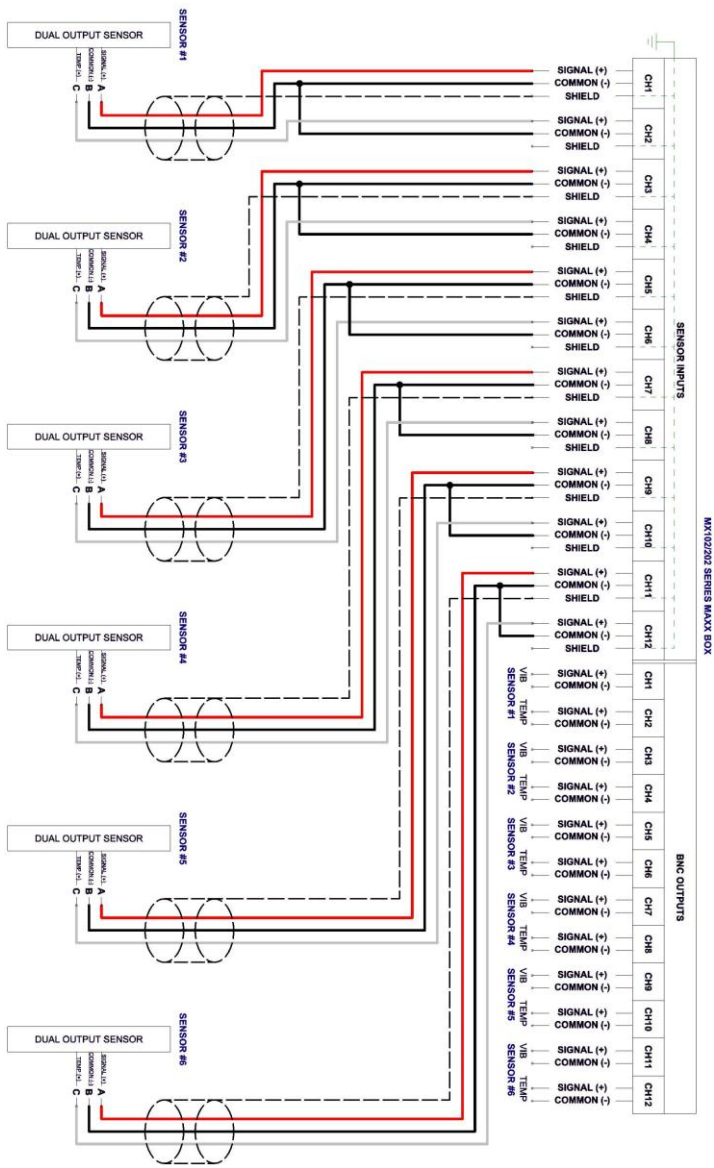 MX102/202 SERIES MAXX BOX
SENSOR INPUTS
CH1
SIGNAL (+)
COMMON (-)
SHIELD
CH2
SIGNAL (+)
COMMON (-)
SHIELD
CH3
SIGNAL (+)
COMMON (-)
SHIELD
CH4
SIGNAL (+)
COMMON (-)
SHIELD
CH5
SIGNAL (+)
COMMON (-)
SHIELD
CH6
SIGNAL (+)
COMMON (-)
SHIELD
CH7
SIGNAL (+)
COMMON (-)
SHIELD
CH8
SIGNAL (+)
COMMON (-)
SHIELD
CH9
SIGNAL (+)
COMMON (-)
SHIELD
CH10
SIGNAL (+)
COMMON (-)
SHIELD
CH11
SIGNAL (+)
COMMON (-)
SHIELD
CH12
SIGNAL (+)
COMMON (-)
SHIELD
BNC OUTPUTS
CH1
SIGNAL (+)
COMMON (-)
CH2
SIGNAL (+)
COMMON (-)
VIB TEMP
SENSOR #1
CH3
SIGNAL (+)
COMMON (-)
CH4
SIGNAL (+)
COMMON (-)
VIB TEMP
SENSOR #2
CH5
SIGNAL (+)
COMMON (-)
CH6
SIGNAL (+)
COMMON (-)
VIB TEMP
SENSOR #3
CH7
SIGNAL (+)
COMMON (-)
CH8
SIGNAL (+)
COMMON (-)
VIB TEMP
SENSOR #4
CH9
SIGNAL (+)
COMMON (-)
CH10
SIGNAL (+)
COMMON (-)
VIB TEMP
SENSOR #5
CH11
SIGNAL (+)
COMMON (-)
CH12
SIGNAL (+)
COMMON (-)
VIB TEMP
SENSOR #6
SENSOR #1
DUAL OUTPUT SENSOR
SIGNAL (+)
A
COMMON (-)
B
TEMP (+)
C
SENSOR #2
DUAL OUTPUT SENSOR
SIGNAL (+)
A
COMMON (-)
B
TEMP (+)
C
SENSOR #3
DUAL OUTPUT SENSOR
SIGNAL (+)
A
COMMON (-)
B
TEMP (+)
C
SENSOR #4
DUAL OUTPUT SENSOR
SIGNAL (+)
A
COMMON (-)
B
TEMP (+)
C
SENSOR #5
DUAL OUTPUT SENSOR
SIGNAL (+)
A
COMMON (-)
B
TEMP (+)
C
SENSOR #6
DUAL OUTPUT SENSOR
SIGNAL (+)
A
COMMON (-)
B
TEMP (+)
C